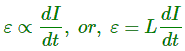 ε ∝ dI/dt, or, ε = L dI/dt